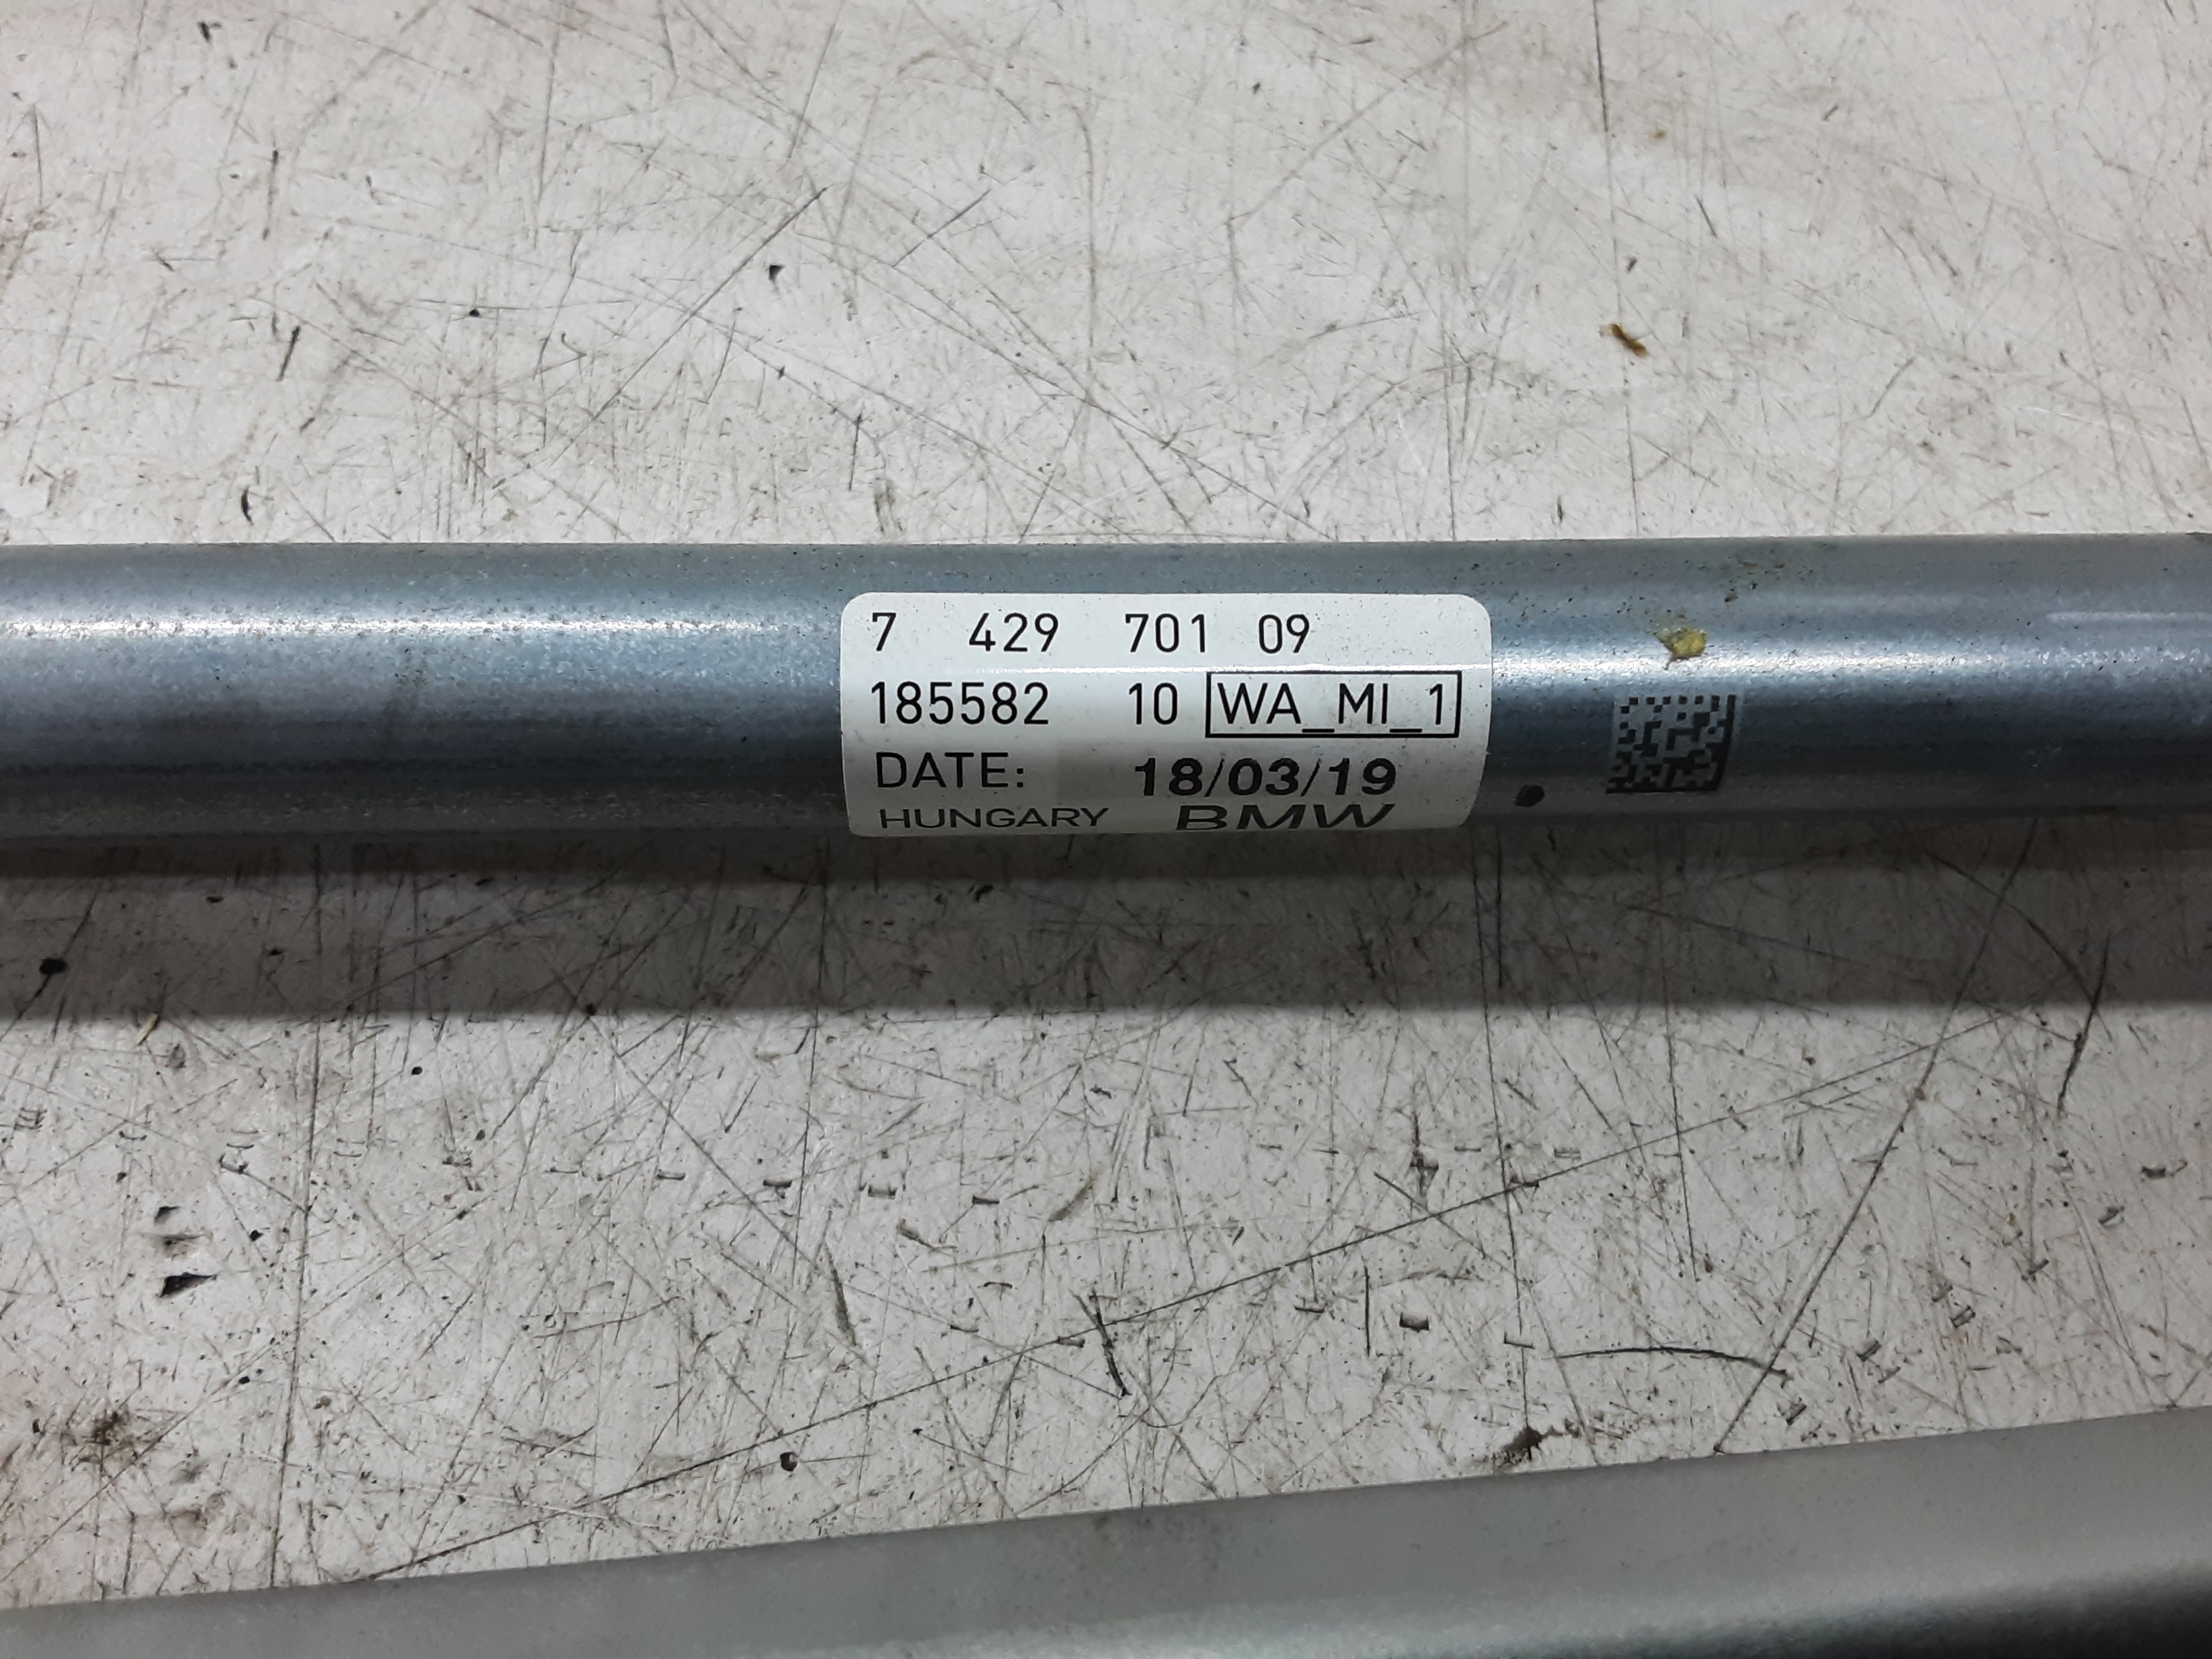 7 429 701 09
185582 10 WA_MI_1
DATE: 18/03/19
HUNGARY BMW